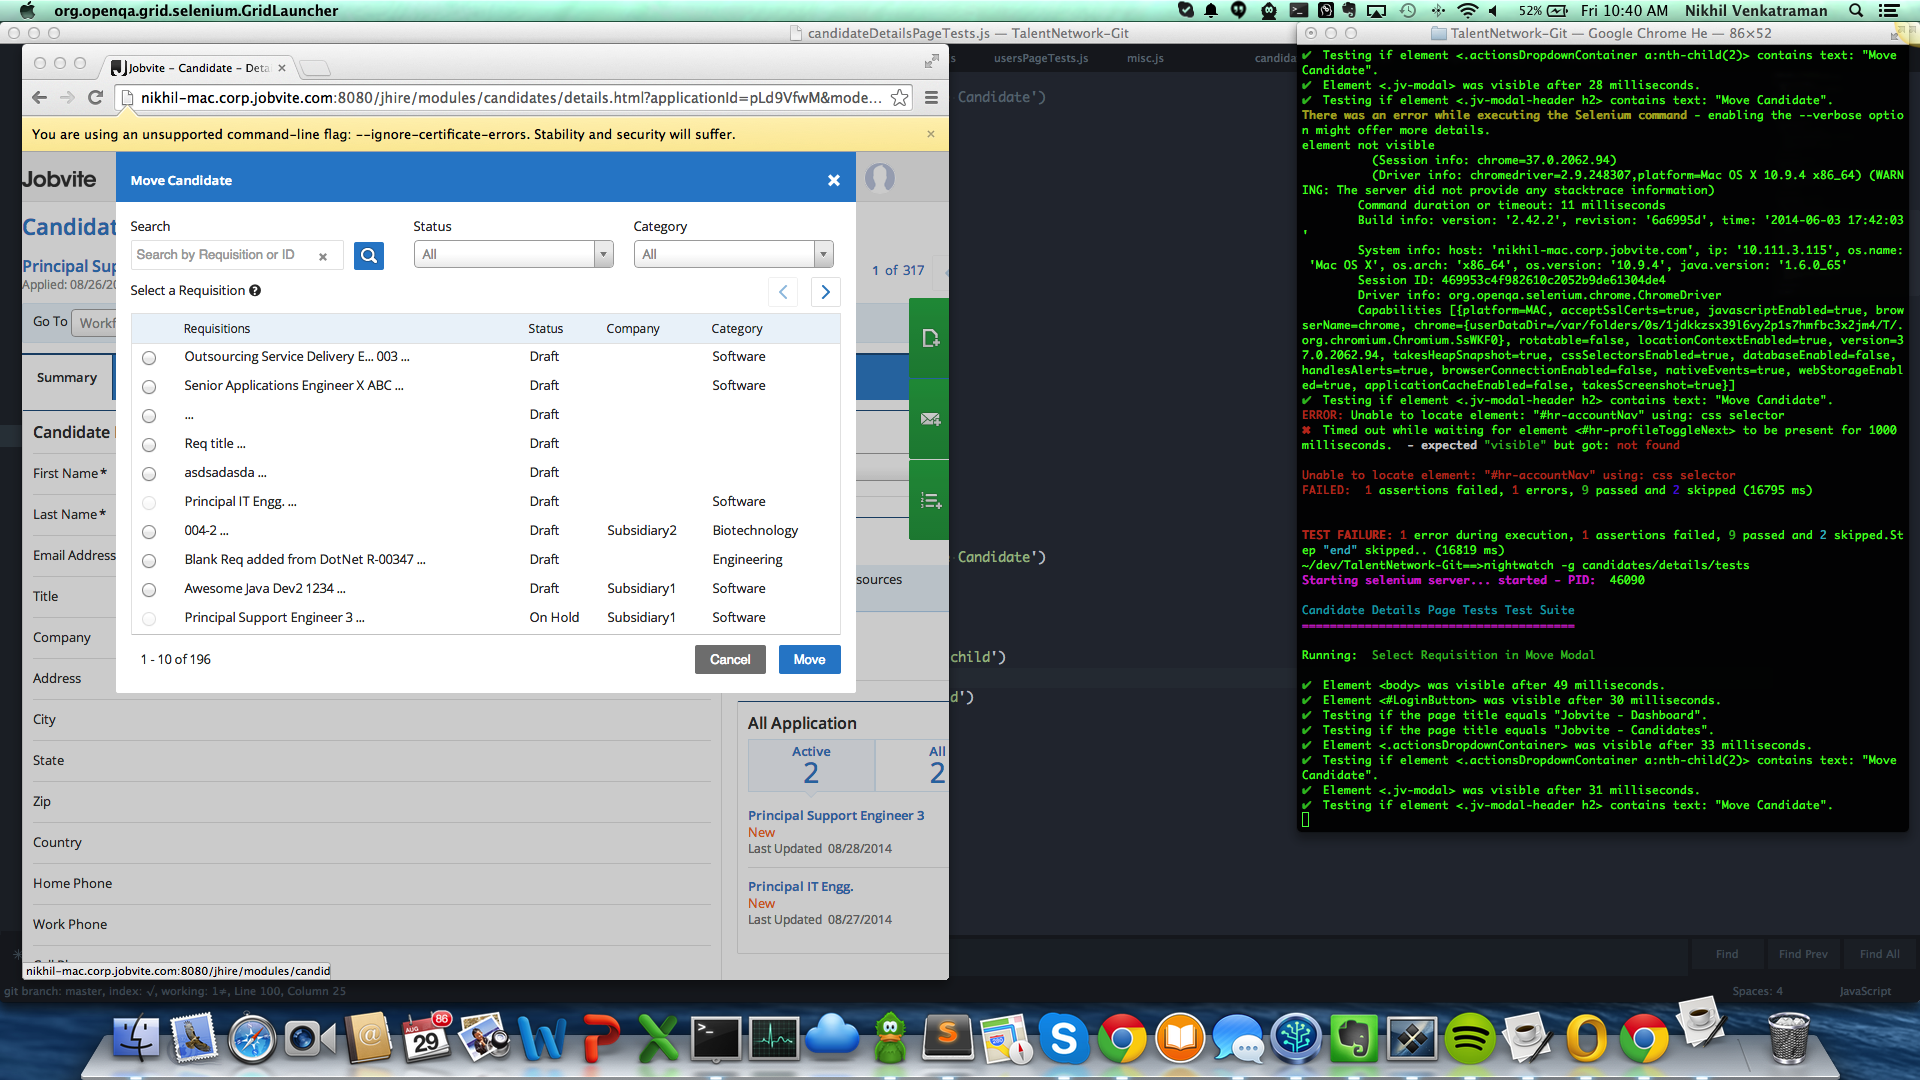 org.openqa.grid.selenium.GridLauncher
52%
Fri 10:40 AM
Nikhil Venkatraman
candidateDetailsPageTests.js — TalentNetwork-Git
usersPageTests.js
misc.js
candida
Candidate')
Candidate')
child')
d')
Jobvite - Candidate - Deta
nikhil-mac.corp.jobvite.com:8080/jhire/modules/candidates/details.html?applicationId=pLd9VfwM&mode...
You are using an unsupported command-line flag: --ignore-certificate-errors. Stability and security will suffer.
Jobvite
Candidat
Principal Sup
Applied: 08/26/20
Go To
Workf
1 of 317
Summary
Move Candidate
Search
Status
Category
Search by Requisition or ID
All
All
Select a Requisition
Requisitions Status Company Category
Outsourcing Service Delivery E... 003 ... Draft Software
Senior Applications Engineer X ABC ... Draft Software
... Draft
Req title ... Draft
asdsadasda ... Draft
Principal IT Engg. ... Draft Software
004-2 ... Draft Subsidiary2 Biotechnology
Blank Req added from DotNet R-00347 ... Draft Engineering
Awesome Java Dev2 1234 ... Draft Subsidiary1 Software
Principal Support Engineer 3 ... On Hold Subsidiary1 Software
1 - 10 of 196
Cancel
Move
Candidate
First Name*
Last Name*
Email Address
Title
Company
Address
City
State
Zip
Country
Home Phone
Work Phone
sources
All Application
Active
2
All
2
Principal Support Engineer 3
New
Last Updated 08/28/2014
Principal IT Engg.
New
Last Updated 08/27/2014
nikhil-mac.corp.jobvite.com:8080/jhire/modules/candid
git branch: master, index: √, working: 1≠, Line 100, Column 25
Find
Find Prev
Find All
Spaces: 4
JavaScript
TalentNetwork-Git — Google Chrome He — 86×52
✔ Testing if element <.actionsDropdownContainer a:nth-child(2)> contains text: "Move
Candidate".
✔ Element <.jv-modal> was visible after 28 milliseconds.
✔ Testing if element <.jv-modal-header h2> contains text: "Move Candidate".
There was an error while executing the Selenium command - enabling the --verbose optio
n might offer more details.
element not visible
(Session info: chrome=37.0.2062.94)
(Driver info: chromedriver=2.9.248307,platform=Mac OS X 10.9.4 x86_64) (WARN
ING: The server did not provide any stacktrace information)
Command duration or timeout: 11 milliseconds
Build info: version: '2.42.2', revision: '6a6995d', time: '2014-06-03 17:42:03
'
System info: host: 'nikhil-mac.corp.jobvite.com', ip: '10.111.3.115', os.name:
'Mac OS X', os.arch: 'x86_64', os.version: '10.9.4', java.version: '1.6.0_65'
Session ID: 469953c4f982610c2052b9de61304de4
Driver info: org.openqa.selenium.chrome.ChromeDriver
Capabilities [{platform=MAC, acceptSslCerts=true, javascriptEnabled=true, brow
serName=chrome, chrome={userDataDir=/var/folders/0s/1jdkkzsx39l6vy2p1s7hmfbc3x2jm4/T/.
org.chromium.Chromium.SsWKF0}, rotatable=false, locationContextEnabled=true, version=3
7.0.2062.94, takesHeapSnapshot=true, cssSelectorsEnabled=true, databaseEnabled=false,
handlesAlerts=true, browserConnectionEnabled=false, nativeEvents=true, webStorageEnabl
ed=true, applicationCacheEnabled=false, takesScreenshot=true}]
✔ Testing if element <.jv-modal-header h2> contains text: "Move Candidate".
ERROR: Unable to locate element: "#hr-accountNav" using: css selector
✖ Timed out while waiting for element <#hr-profileToggleNext> to be present for 1000
milliseconds. - expected "visible" but got: not found
Unable to locate element: "#hr-accountNav" using: css selector
FAILED: 1 assertions failed, 1 errors, 9 passed and 2 skipped (16795 ms)
TEST FAILURE: 1 error during execution, 1 assertions failed, 9 passed and 2 skipped.St
ep "end" skipped.. (16819 ms)
~/dev/TalentNetwork-Git==>nightwatch -g candidates/details/tests
Starting selenium server... started - PID: 46090
Candidate Details Page Tests Test Suite
=======================================
Running: Select Requisition in Move Modal
✔ Element <body> was visible after 49 milliseconds.
✔ Element <#LoginButton> was visible after 30 milliseconds.
✔ Testing if the page title equals "Jobvite - Dashboard".
✔ Testing if the page title equals "Jobvite - Candidates".
✔ Element <.actionsDropdownContainer> was visible after 33 milliseconds.
✔ Testing if element <.actionsDropdownContainer a:nth-child(2)> contains text: "Move
Candidate".
✔ Element <.jv-modal> was visible after 31 milliseconds.
✔ Testing if element <.jv-modal-header h2> contains text: "Move Candidate".
AUG
29
86